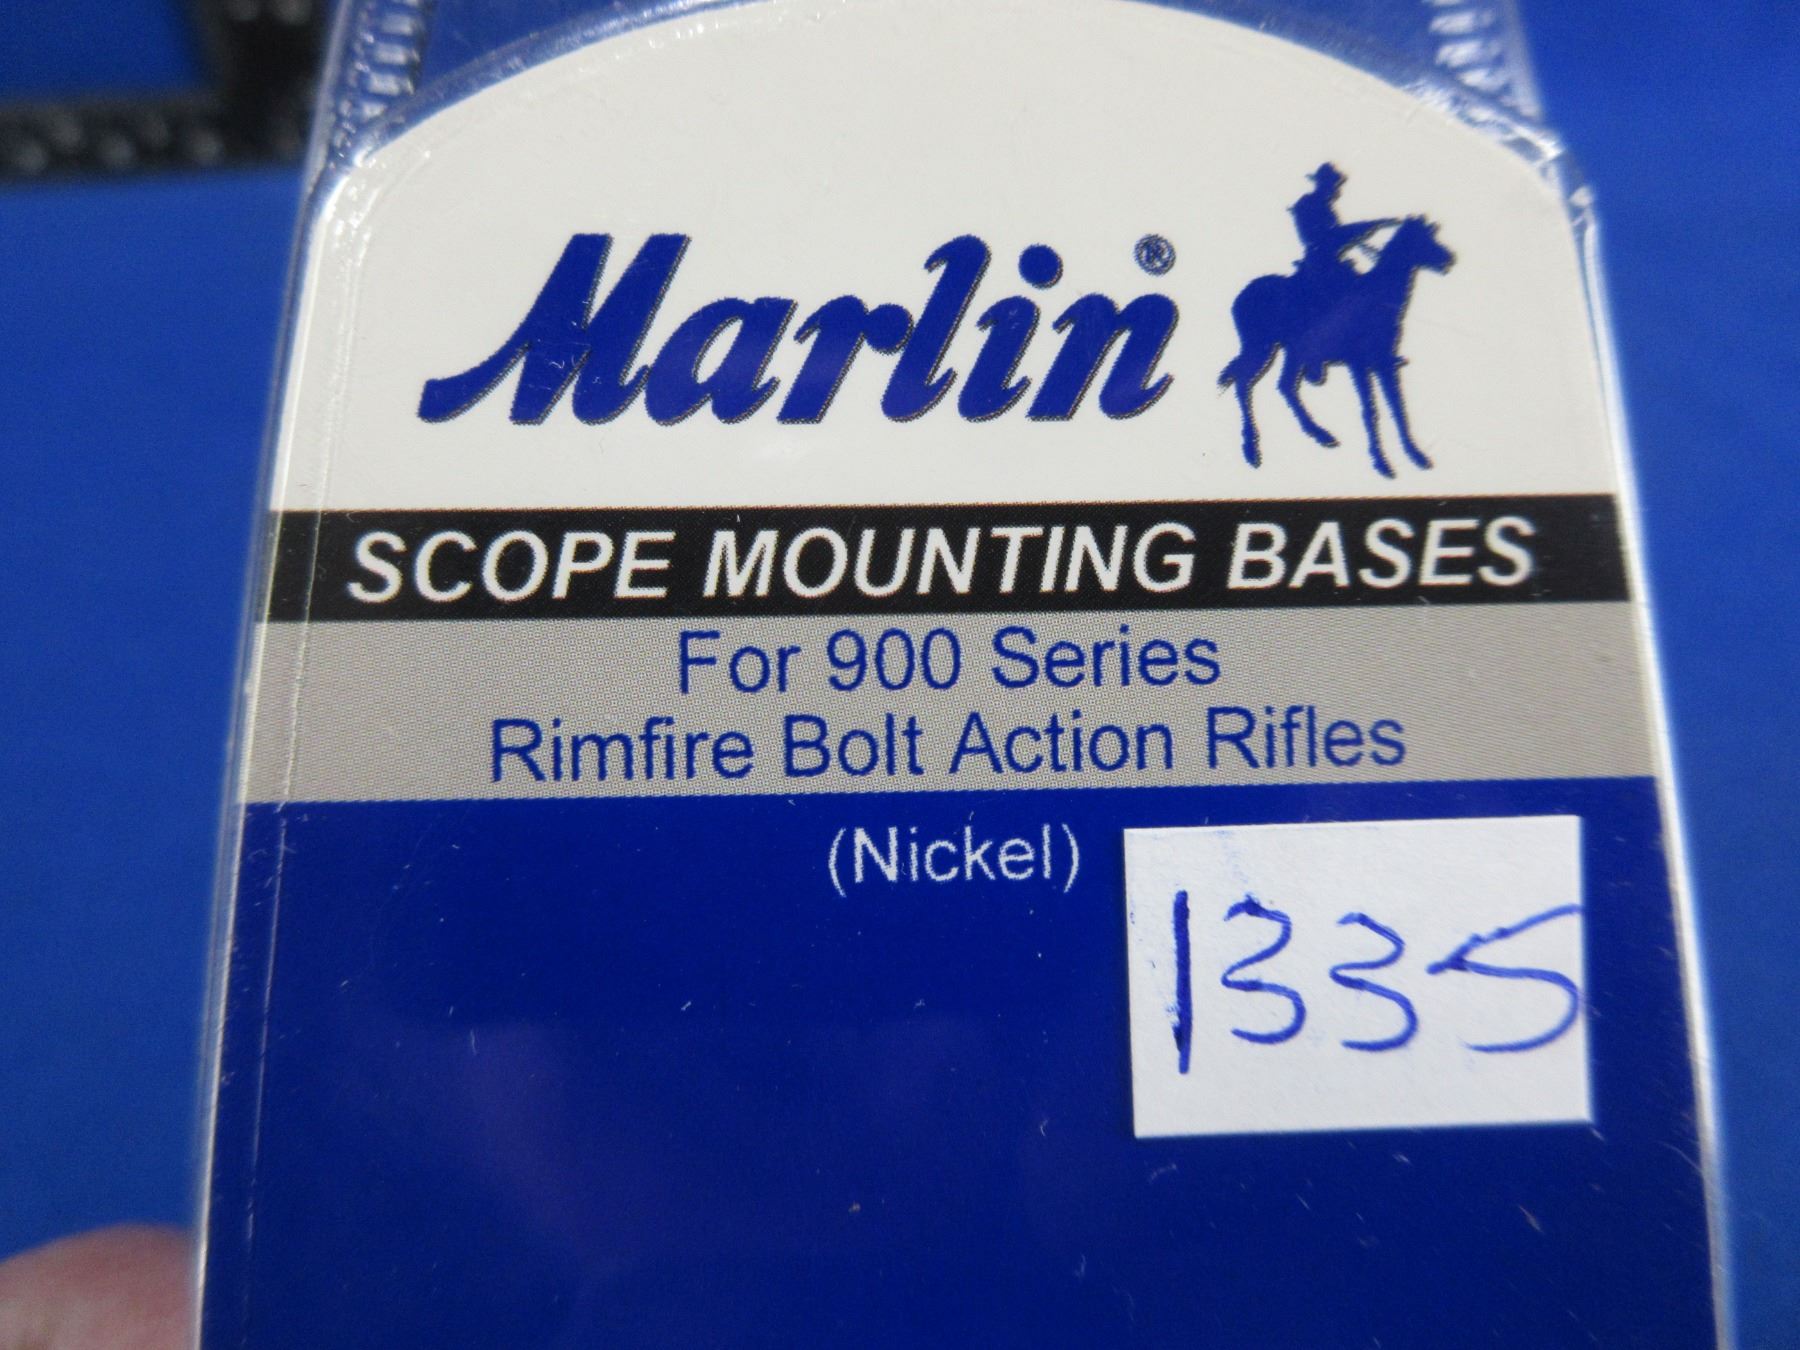 Marlin®
SCOPE MOUNTING BASES
For 900 Series
Rimfire Bolt Action Rifles
(Nickel)
1335